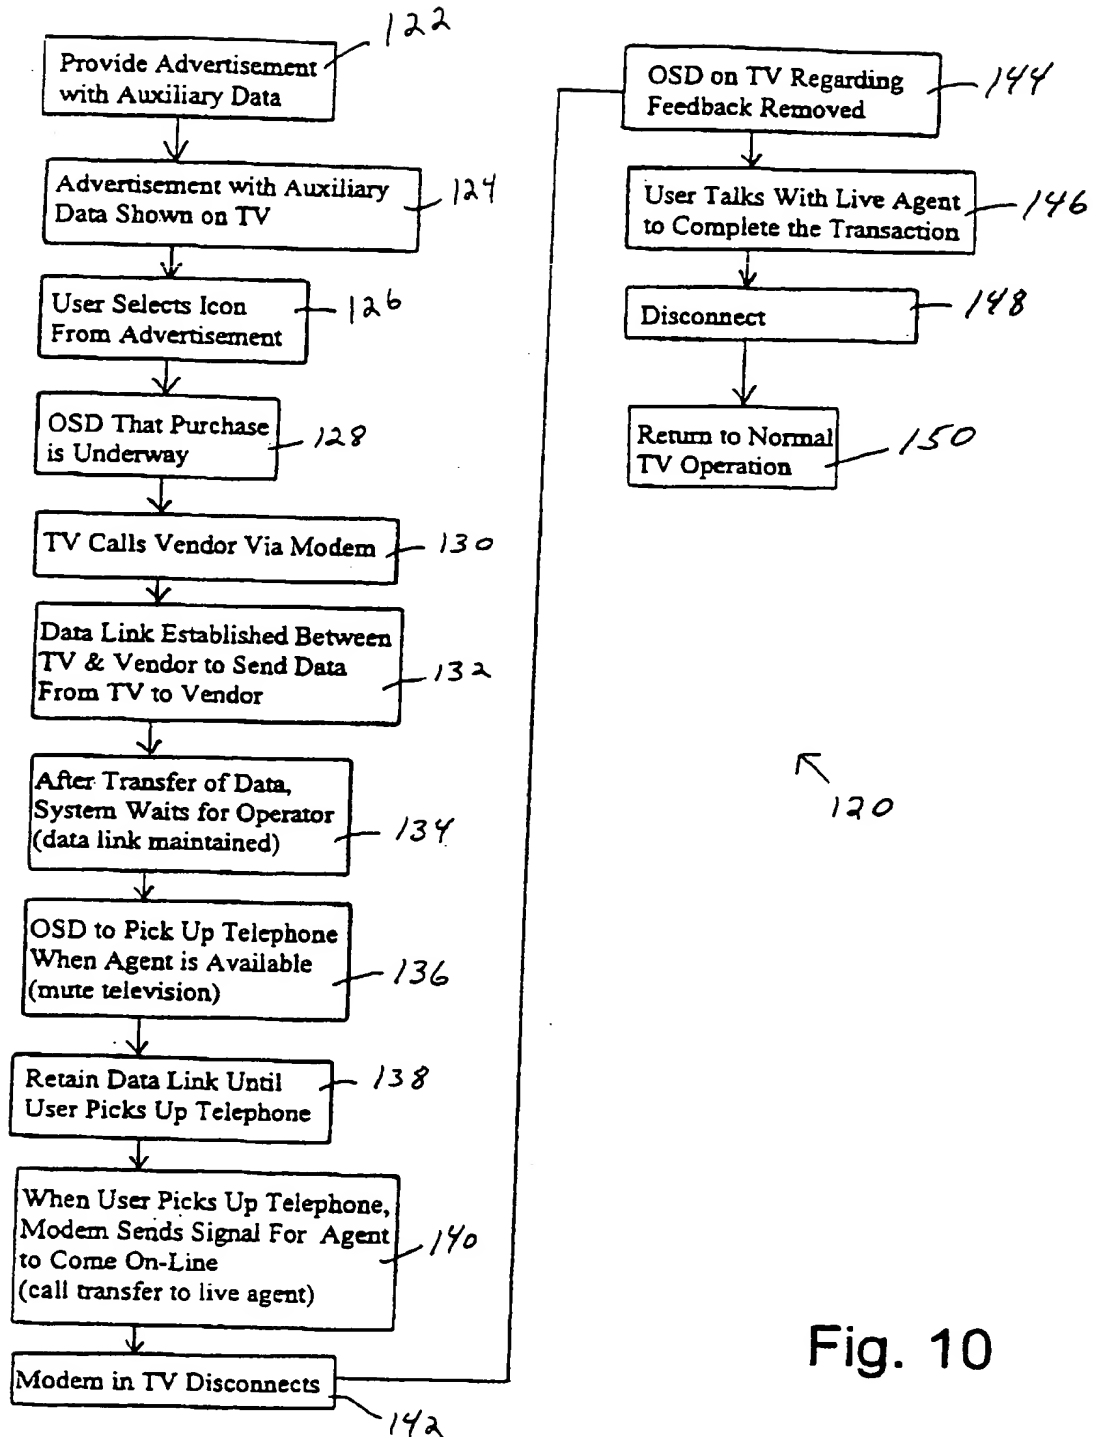 122
Provide Advertisement
with Auxiliary Data
Advertisement with Auxiliary
Data Shown on TV
124
User Selects Icon
From Advertisement
126
OSD That Purchase
is Underway
128
TV Calls Vendor Via Modem
130
Data Link Established Between
TV & Vendor to Send Data
From TV to Vendor
132
After Transfer of Data,
System Waits for Operator
(data link maintained)
134
OSD to Pick Up Telephone
When Agent is Available
(mute television)
136
Retain Data Link Until
User Picks Up Telephone
138
When User Picks Up Telephone,
Modem Sends Signal For Agent
to Come On-Line
(call transfer to live agent)
140
Modem in TV Disconnects
142
OSD on TV Regarding
Feedback Removed
144
User Talks With Live Agent
to Complete the Transaction
146
Disconnect
148
Return to Normal
TV Operation
150
120
Fig. 10